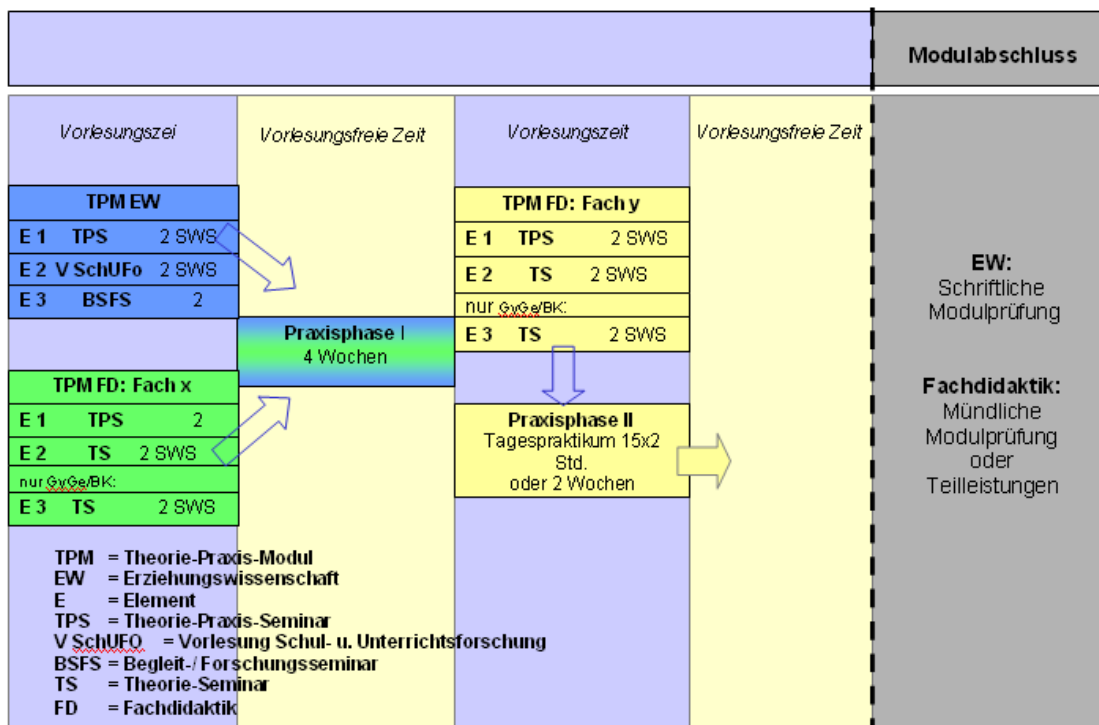 Modulabschluss
Vorlesungszei
Vorlesungsfreie Zeit
Vorlesungszeit
Vorlesungsfreie Zeit
TPM EW
E 1 TPS 2 SWS
E 2 V SchUFo 2 SWS
E 3 BSFS 2
Praxisphase I
4 Wochen
TPM FD: Fach x
E 1 TPS 2
E 2 TS 2 SWS
nur GyGe/BK:
E 3 TS 2 SWS
TPM FD: Fach y
E 1 TPS 2 SWS
E 2 TS 2 SWS
nur GyGe/BK:
E 3 TS 2 SWS
Praxisphase II
Tagespraktikum 15x2
Std.
oder 2 Wochen
EW:
Schriftliche
Modulprüfung
Fachdidaktik:
Mündliche
Modulprüfung
oder
Teilleistungen
TPM = Theorie-Praxis-Modul
EW = Erziehungswissenschaft
E = Element
TPS = Theorie-Praxis-Seminar
V SchUFO = Vorlesung Schul- u. Unterrichtsforschung
BSFS = Begleit-/ Forschungsseminar
TS = Theorie-Seminar
FD = Fachdidaktik